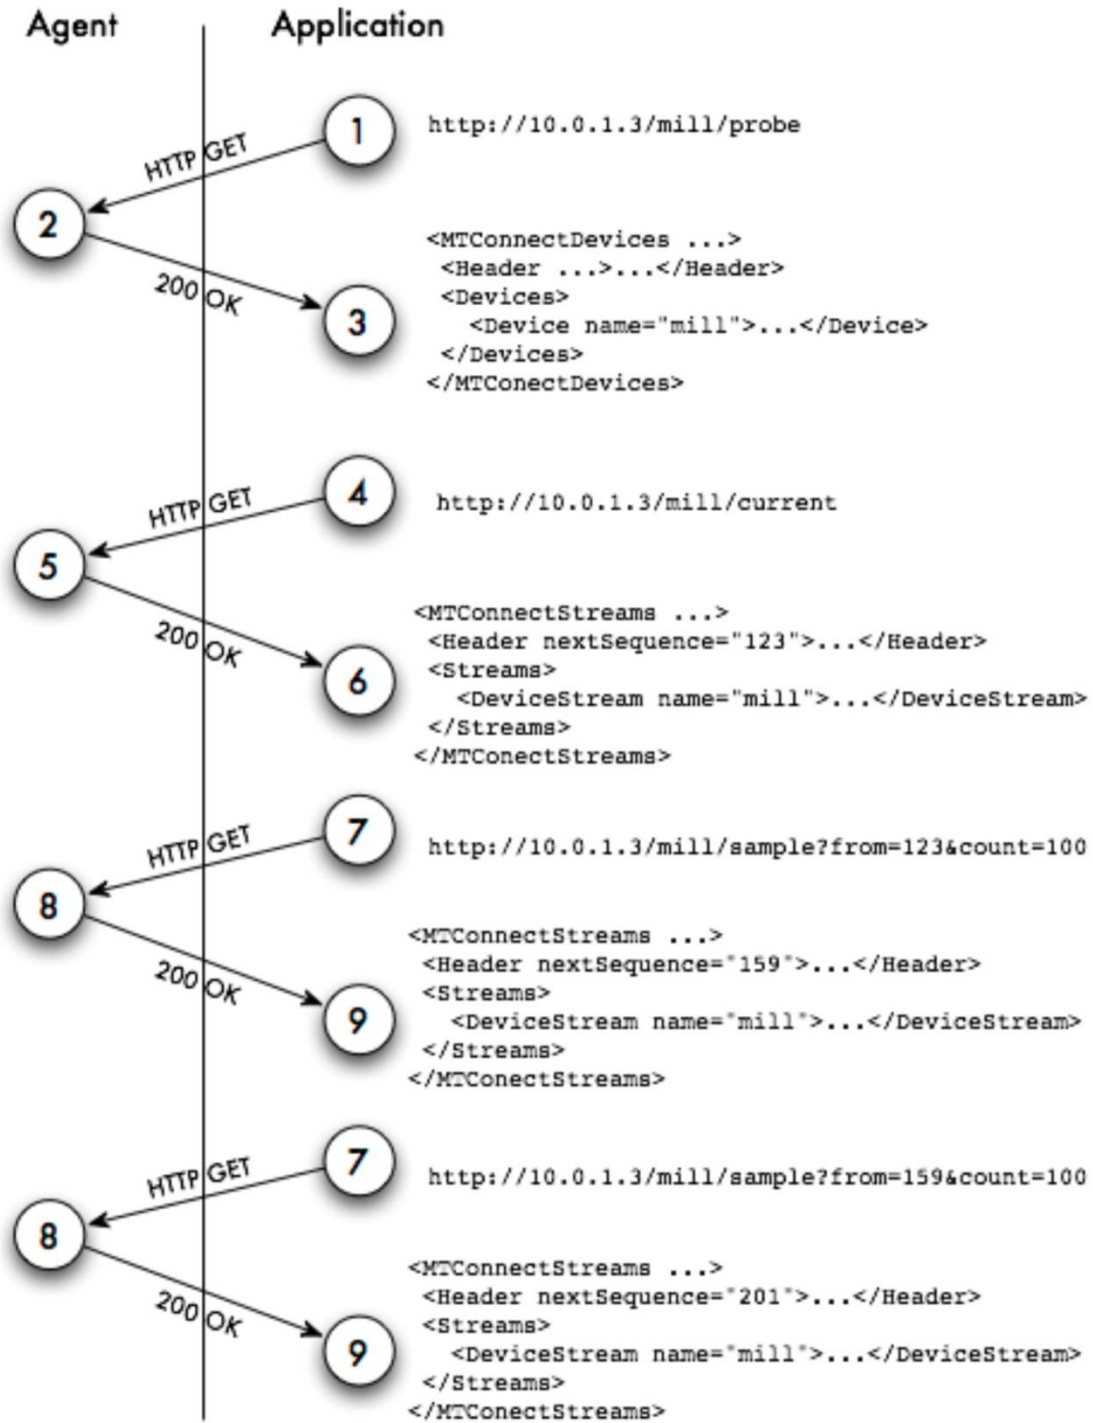 Agent Application
1 http://10.0.1.3/mill/probe
HTTP GET
2
<MTConnectDevices ...>
<Header ...>...</Header>
<Devices>
200 OK
3 <Device name="mill">...</Device>
</Devices>
</MTConectDevices>
4 http://10.0.1.3/mill/current
HTTP GET
5
<MTConnectStreams ...>
200 OK
<Header nextSequence="123">...</Header>
<Streams>
6 <DeviceStream name="mill">...</DeviceStream>
</Streams>
</MTConectStreams>
7 http://10.0.1.3/mill/sample?from=123&count=100
HTTP GET
8
<MTConnectStreams ...>
<Header nextSequence="159">...</Header>
200 OK
<Streams>
9 <DeviceStream name="mill">...</DeviceStream>
</Streams>
</MTConectStreams>
7 http://10.0.1.3/mill/sample?from=159&count=100
HTTP GET
8
<MTConnectStreams ...>
<Header nextSequence="201">...</Header>
200 OK
<Streams>
9 <DeviceStream name="mill">...</DeviceStream>
</Streams>
</MTConectStreams>